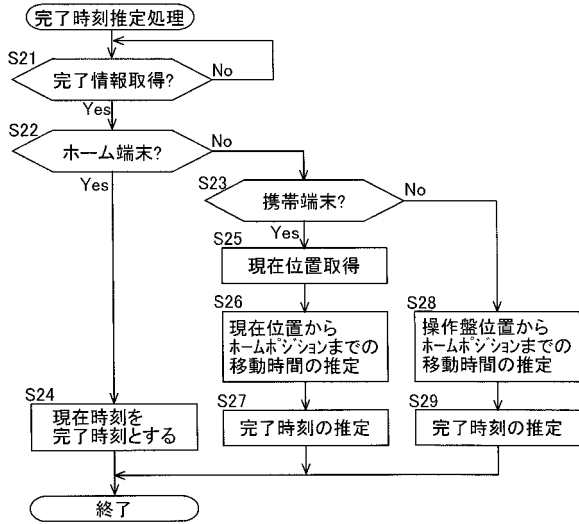 完了時刻推定処理
S21
完了情報取得?
No
Yes
S22
ホーム端末?
No
Yes
S23
携帯端末?
No
Yes
S25
現在位置取得
S26
現在位置から
ホームポジションまでの
移動時間の推定
S28
操作盤位置から
ホームポジションまでの
移動時間の推定
S24
現在時刻を
完了時刻とする
S27
完了時刻の推定
S29
完了時刻の推定
終了